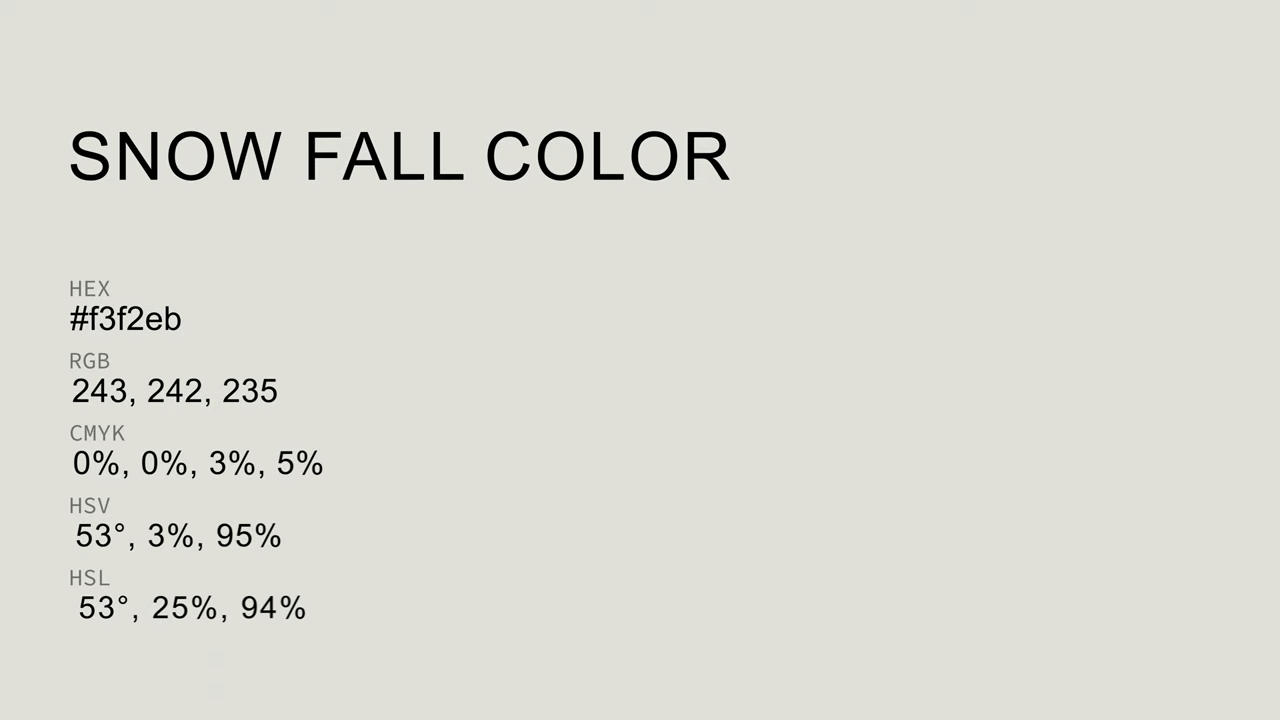 SNOW FALL COLOR
HEX
#f3f2eb
RGB
243, 242, 235
CMYK
0%, 0%, 3%, 5%
HSV
53°, 3%, 95%
HSL
53°, 25%, 94%